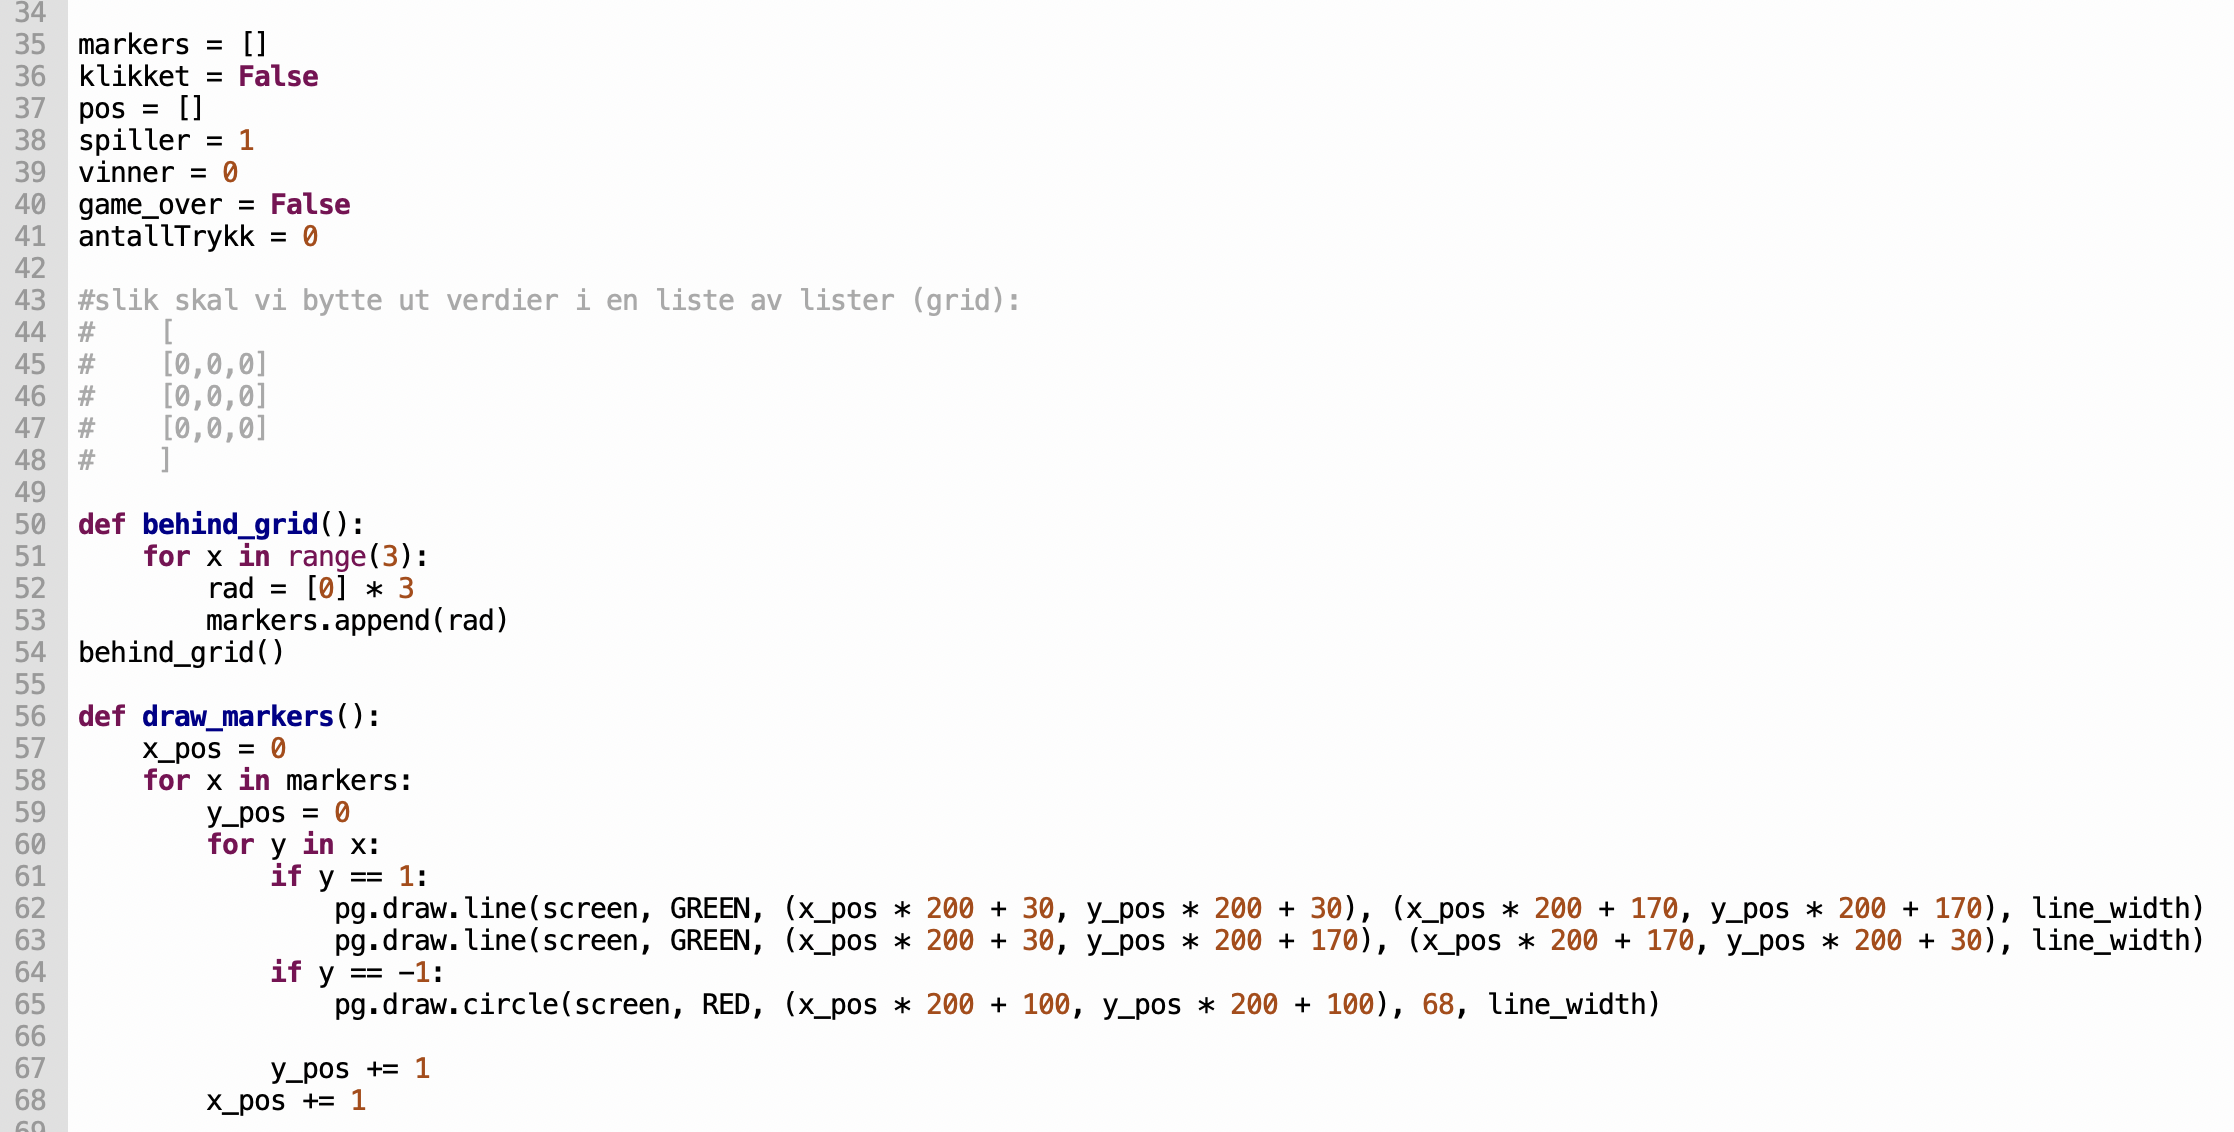 34
35 markers = []
36 klikket = False
37 pos = []
38 spiller = 1
39 vinner = 0
40 game_over = False
41 antallTrykk = 0
42
43 #slik skal vi bytte ut verdier i en liste av lister (grid):
44 #    [
45 #    [0,0,0]
46 #    [0,0,0]
47 #    [0,0,0]
48 #    ]
49
50 def behind_grid():
51     for x in range(3):
52         rad = [0] * 3
53         markers.append(rad)
54 behind_grid()
55
56 def draw_markers():
57     x_pos = 0
58     for x in markers:
59         y_pos = 0
60         for y in x:
61             if y == 1:
62                 pg.draw.line(screen, GREEN, (x_pos * 200 + 30, y_pos * 200 + 30), (x_pos * 200 + 170, y_pos * 200 + 170), line_width)
63                 pg.draw.line(screen, GREEN, (x_pos * 200 + 30, y_pos * 200 + 170), (x_pos * 200 + 170, y_pos * 200 + 30), line_width)
64             if y == -1:
65                 pg.draw.circle(screen, RED, (x_pos * 200 + 100, y_pos * 200 + 100), 68, line_width)
66
67             y_pos += 1
68         x_pos += 1
69